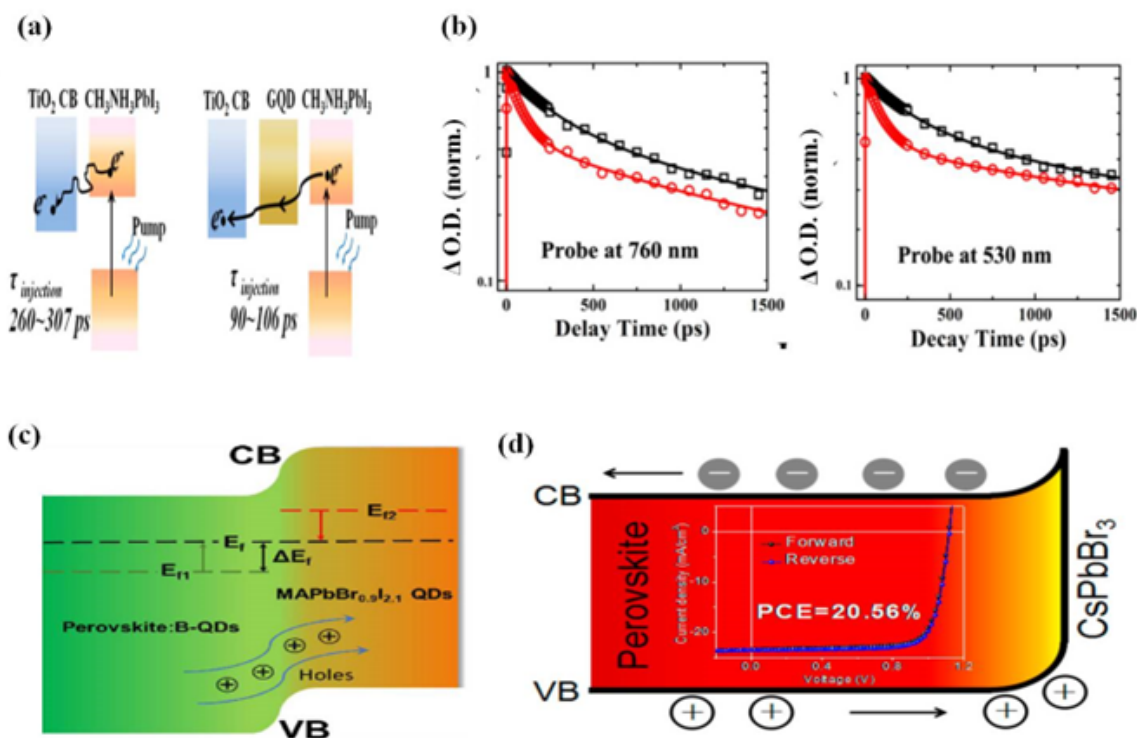 (a)
TiO2 CB CH3NH3PbI3
e-
e-
Pump
τ injection
260~307 ps
TiO2 CB GQD CH3NH3PbI3
e-
e-
Pump
τ injection
90~106 ps
(b)
Δ O.D. (norm.)
1
0.1
Probe at 760 nm
0 500 1000 1500
Delay Time (ps)
Δ O.D. (norm.)
1
0.1
Probe at 530 nm
0 500 1000 1500
Decay Time (ps)
(c)
CB
Ef2
Ef
ΔEf
Ef1
MAPbBr0.9I2.1 QDs
Perovskite:B-QDs
Holes
VB
(d)
CB
Perovskite
Current density (mA/cm2)
0
-10
-20
Forward
Reverse
PCE=20.56%
0.0 0.4 0.8 1.2
Voltage (V)
CsPbBr3
VB